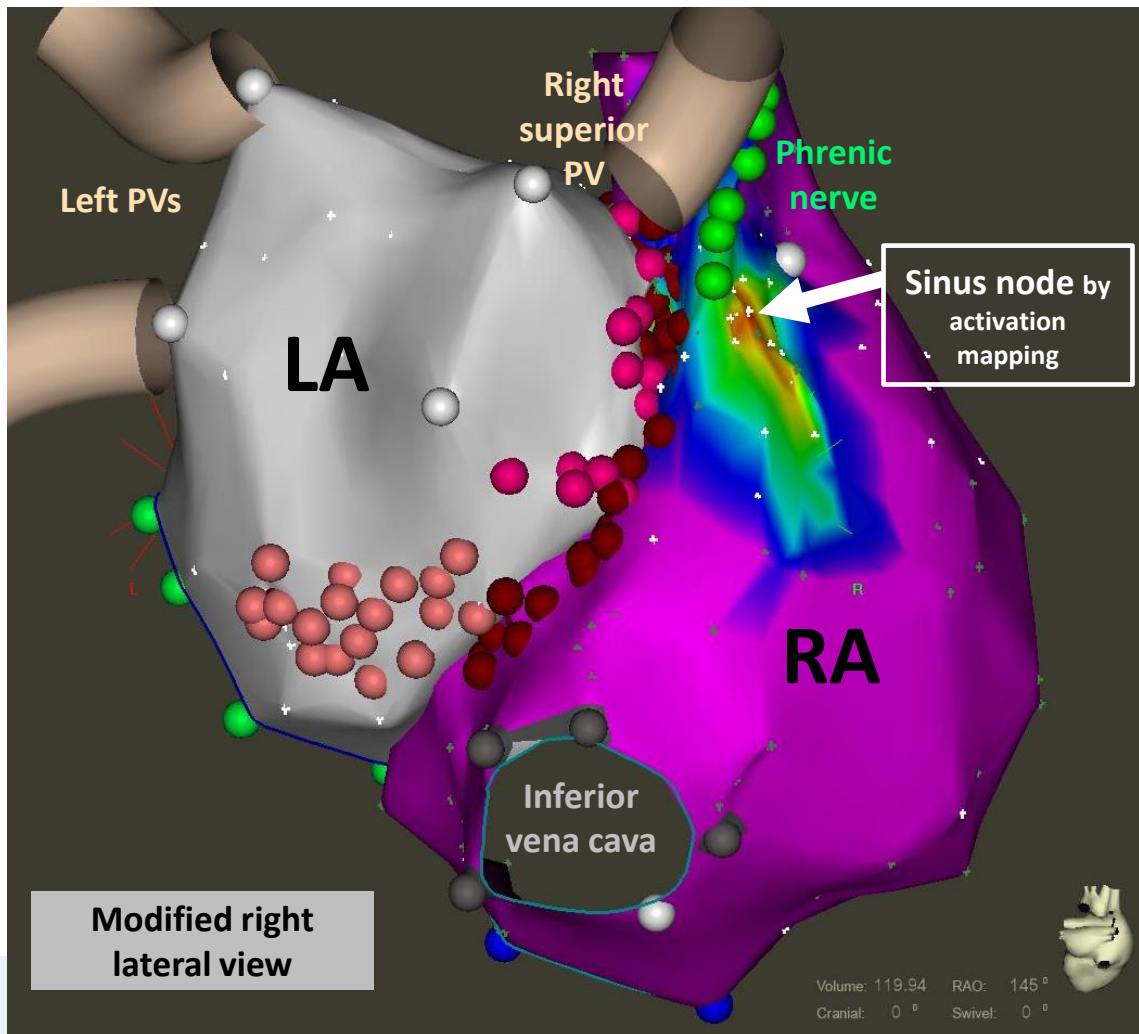 Right
superior
PV
Phrenic
nerve
Left PVs
Sinus node by
activation
mapping
LA
L
R
RA
Inferior
vena cava
Modified right
lateral view
Volume: 119.94 RAO: 145 °
Cranial: 0 ° Swivel: 0 °